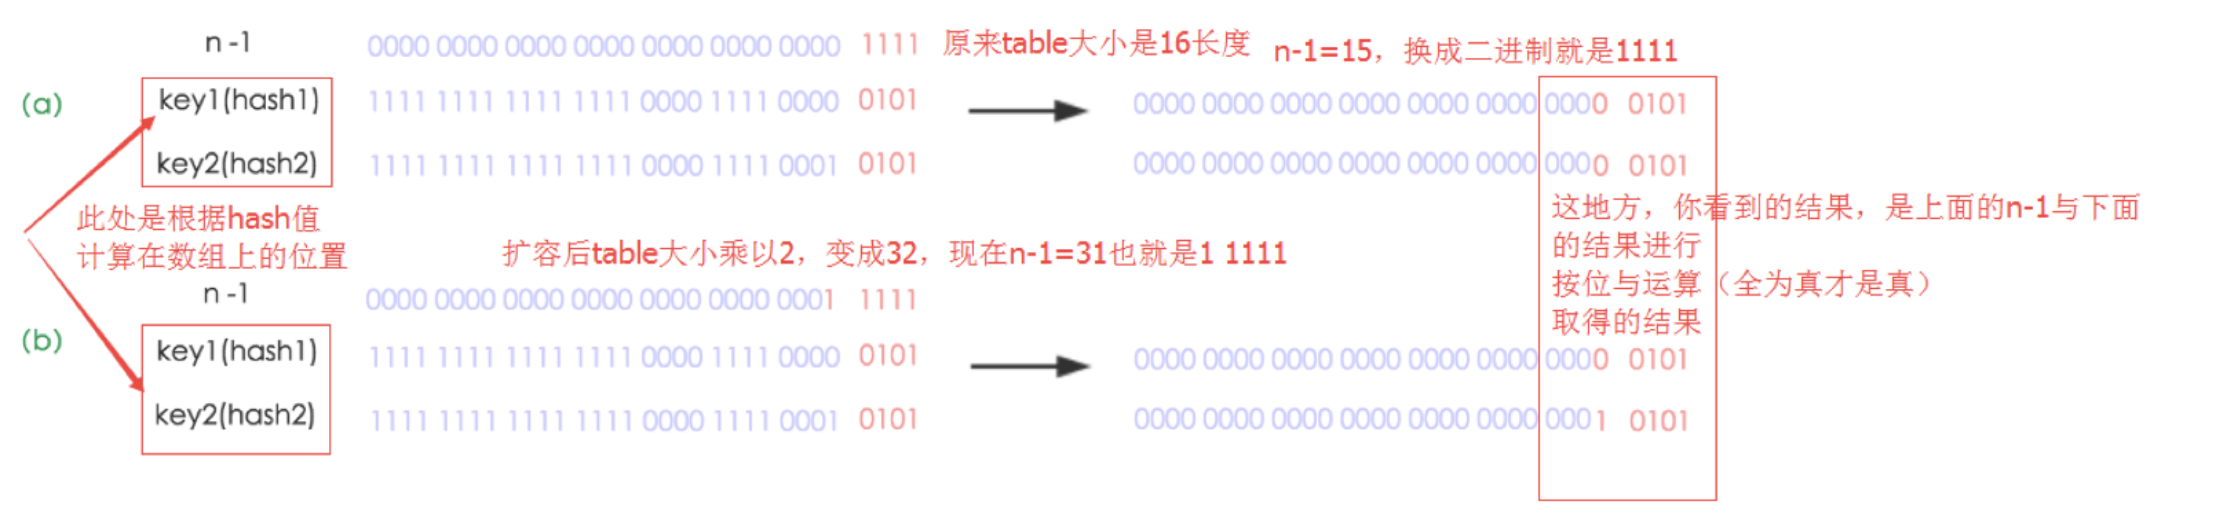 n -1 0000 0000 0000 0000 0000 0000 0000 1111 原来table大小是16长度 n-1=15，换成二进制就是1111
(a) key1(hash1) 1111 1111 1111 1111 0000 1111 0000 0101 0000 0000 0000 0000 0000 0000 0000 0101
key2(hash2) 1111 1111 1111 1111 0000 1111 0001 0101 0000 0000 0000 0000 0000 0000 0000 0101
此处是根据hash值
计算在数组上的位置
这地方，你看到的结果，是上面的n-1与下面
的结果进行
按位与运算（全为真才是真）
取得的结果
扩容后table大小乘以2，变成32，现在n-1=31也就是1 1111
n -1 0000 0000 0000 0000 0000 0000 0001 1111
(b) key1(hash1) 1111 1111 1111 1111 0000 1111 0000 0101 0000 0000 0000 0000 0000 0000 0000 0101
key2(hash2) 1111 1111 1111 1111 0000 1111 0001 0101 0000 0000 0000 0000 0000 0000 0001 0101